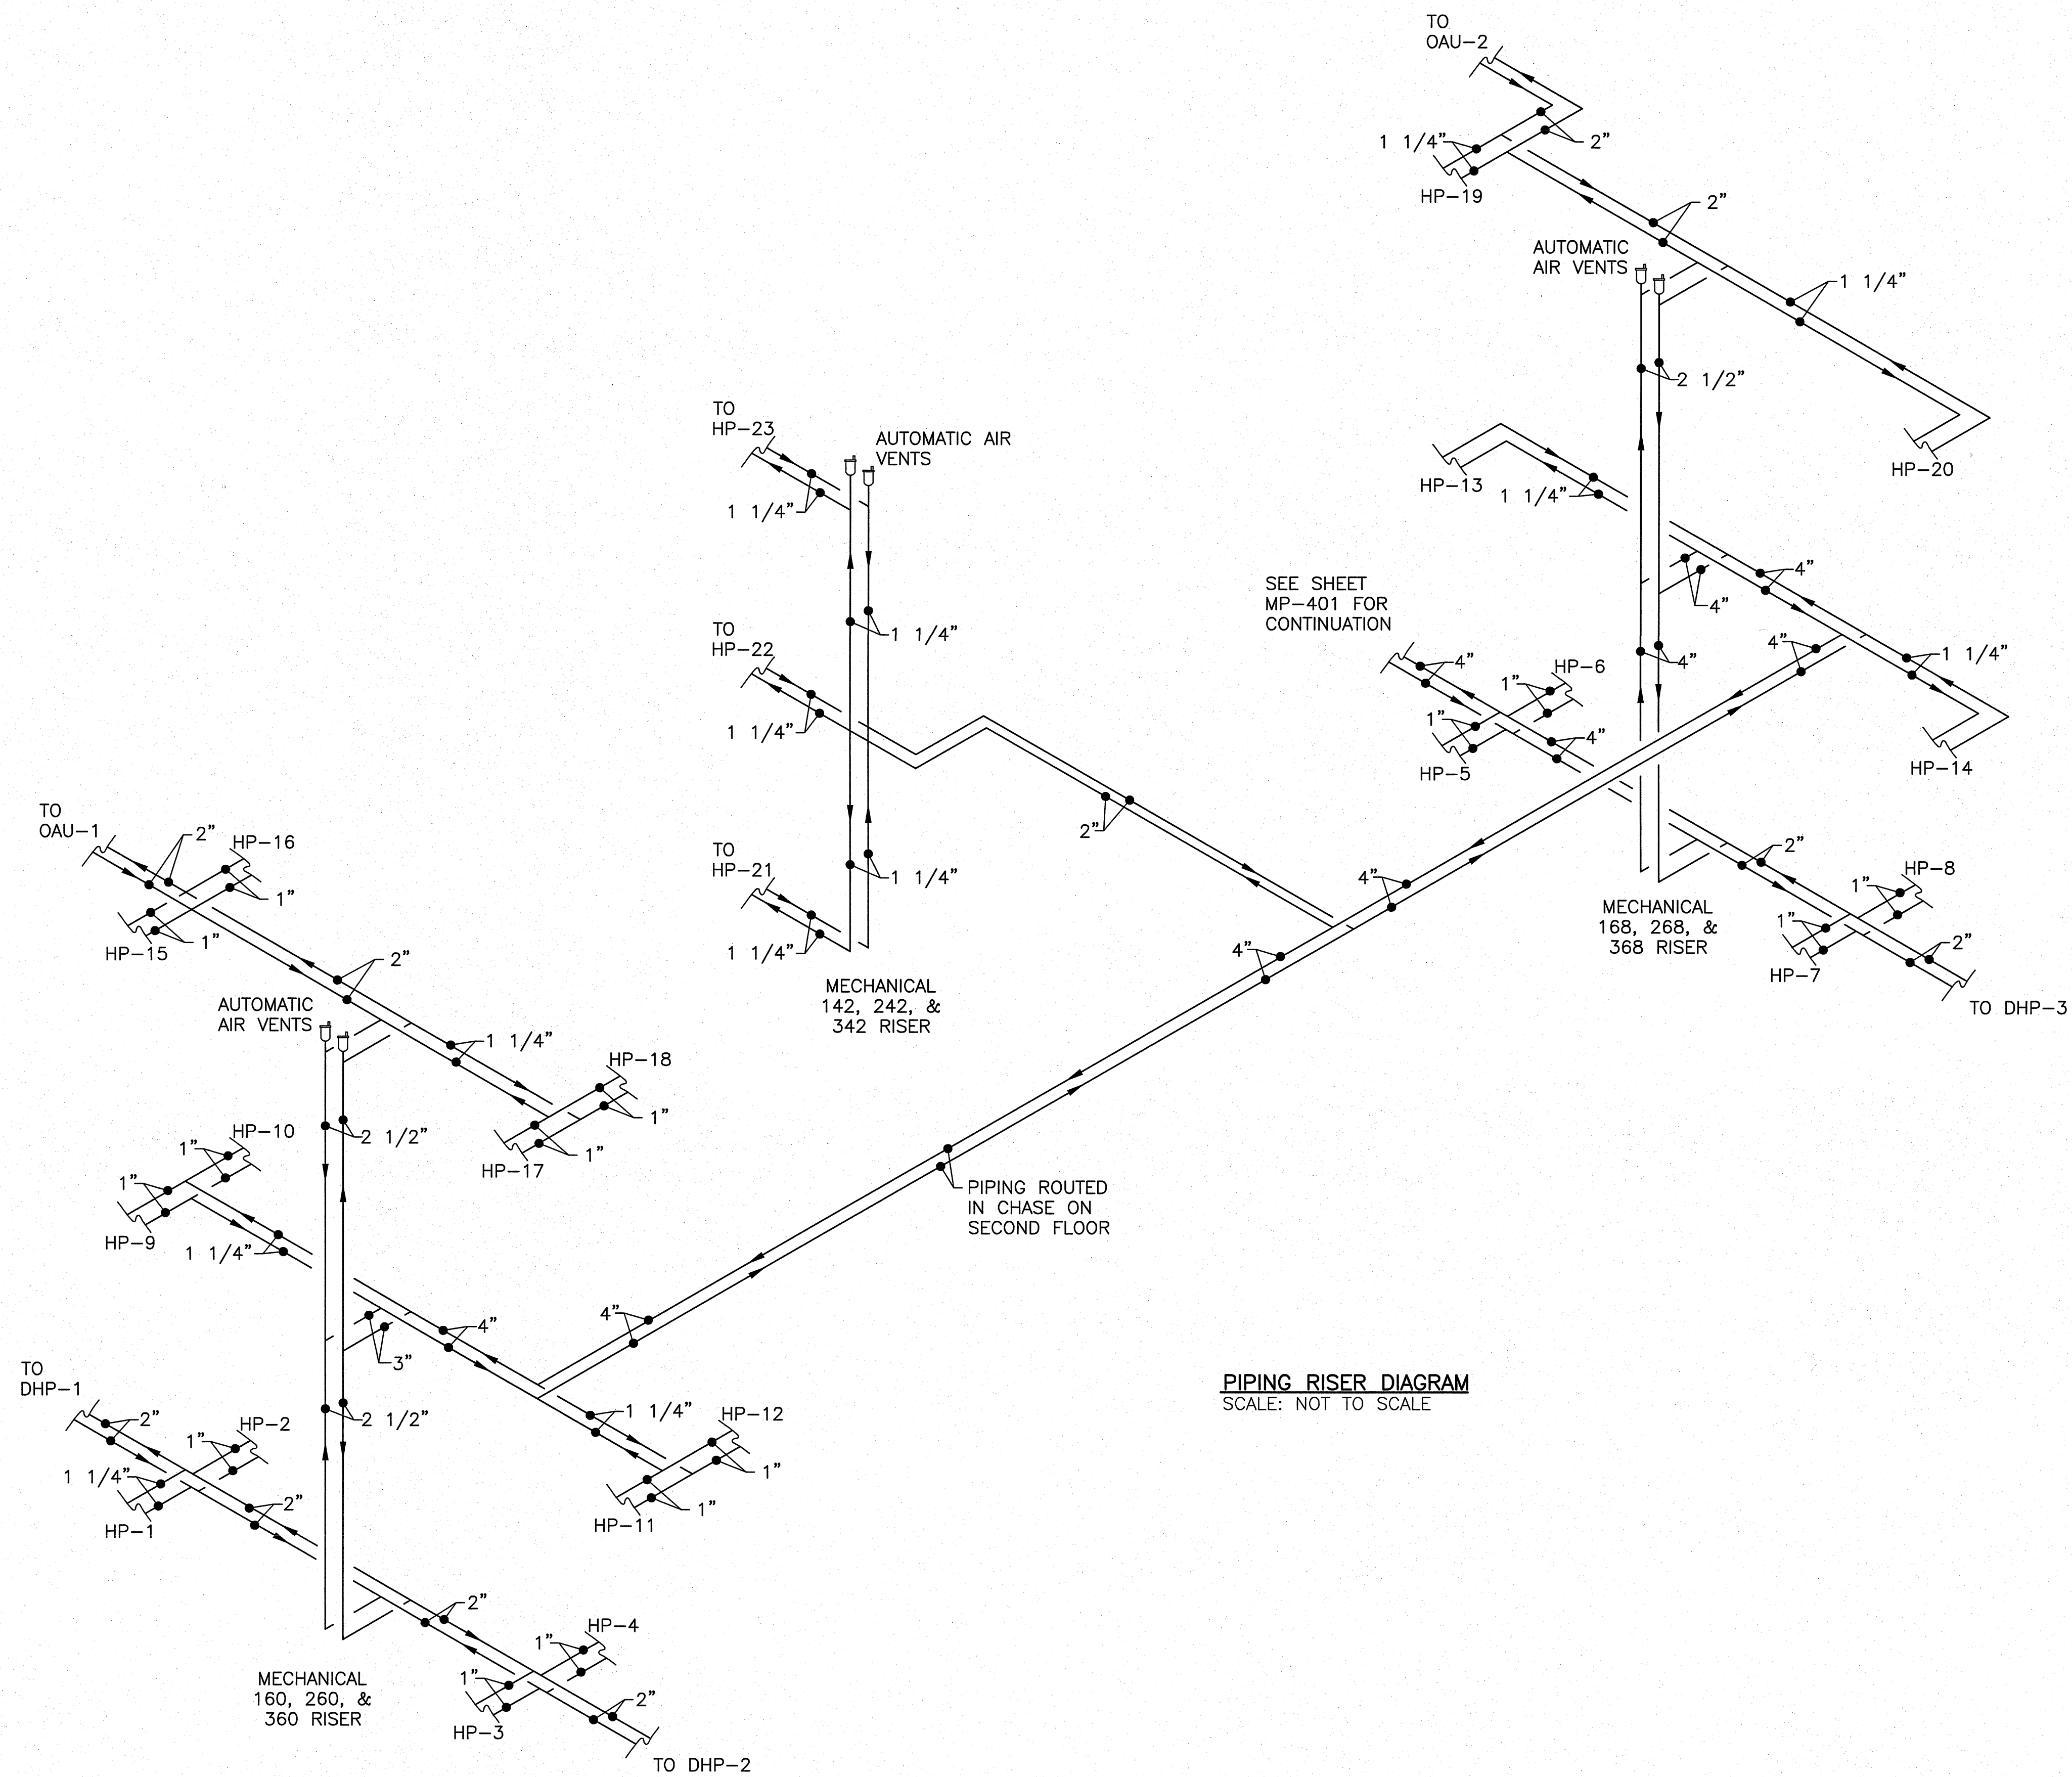 TO
OAU-2
1 1/4"
2"
HP-19
2"
AUTOMATIC
AIR VENTS
1 1/4"
2 1/2"
HP-20
HP-13
1 1/4"
TO
HP-23
AUTOMATIC AIR
VENTS
1 1/4"
1 1/4"
TO
HP-22
1 1/4"
2"
TO
HP-21
1 1/4"
1 1/4"
MECHANICAL
142, 242, &
342 RISER
SEE SHEET
MP-401 FOR
CONTINUATION
4"
4"
4"
4"
4"
1 1/4"
HP-14
HP-6
1"
1"
HP-5
4"
4"
4"
2"
HP-8
1"
1"
HP-7
2"
TO DHP-3
MECHANICAL
168, 268, &
368 RISER
TO
OAU-1
2"
HP-16
1"
1"
HP-15
2"
AUTOMATIC
AIR VENTS
1 1/4"
HP-18
1"
1"
HP-17
2 1/2"
HP-10
1"
1"
HP-9
1 1/4"
PIPING ROUTED
IN CHASE ON
SECOND FLOOR
4"
4"
3"
1 1/4"
HP-12
1"
1"
HP-11
2 1/2"
TO
DHP-1
2"
HP-2
1"
1 1/4"
HP-1
2"
2"
HP-4
1"
1"
HP-3
2"
TO DHP-2
MECHANICAL
160, 260, &
360 RISER
PIPING RISER DIAGRAM
SCALE: NOT TO SCALE